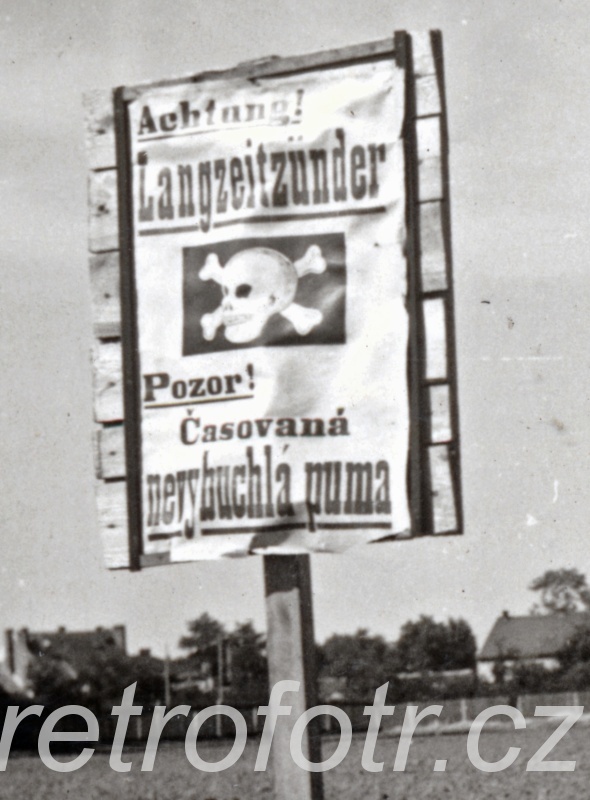 Achtung!
Langzeitzünder
Pozor!
Časovaná
nevybuchlá puma
retrofotr.cz